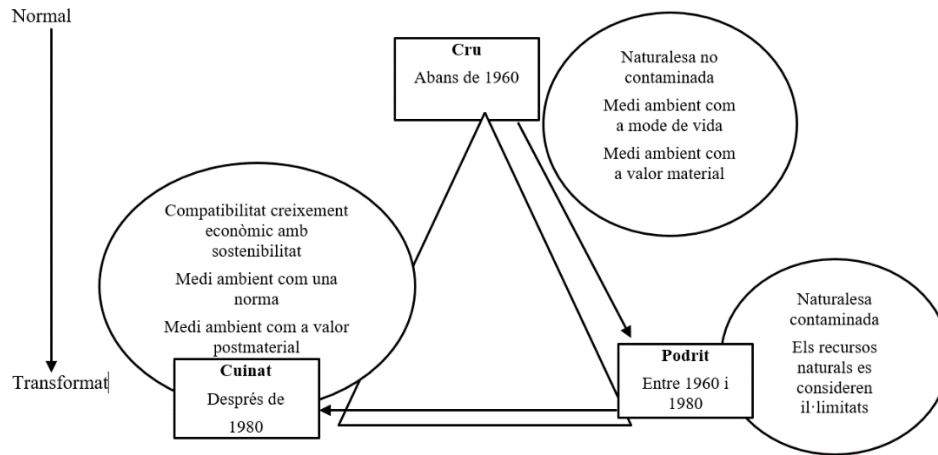 Normal
Cru
Abans de 1960
Naturalesa no
contaminada
Medi ambient com
a mode de vida
Medi ambient com
a valor material
Compatibilitat creixement
econòmic amb
sostenibilitat
Medi ambient com una
norma
Medi ambient com a valor
postmaterial
Naturalesa
contaminada
Els recursos
naturals es
consideren
il·limitats
Transformat
Cuinat
Després de
1980
Podrit
Entre 1960 i
1980